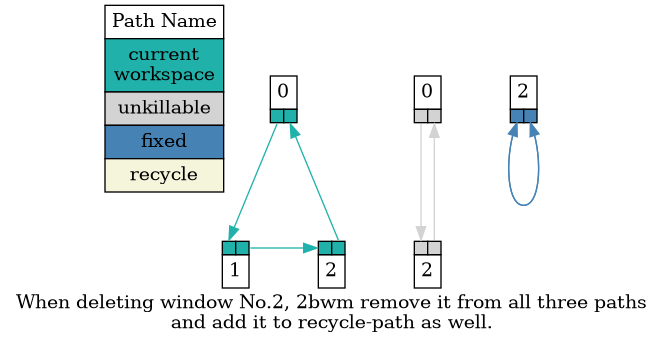 Path Name
current
workspace
unkillable
fixed
recycle
0
0
2
1
2
2
When deleting window No.2, 2bwm remove it from all three paths
and add it to recycle-path as well.